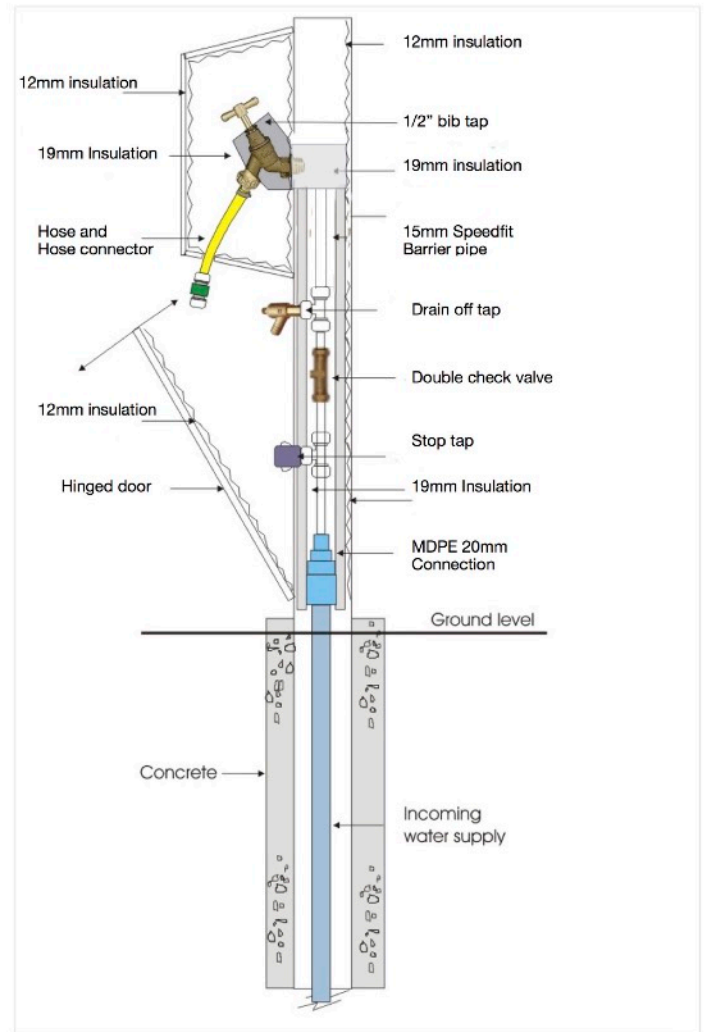 12mm insulation
12mm insulation
1/2” bib tap
19mm Insulation
19mm insulation
Hose and
Hose connector
15mm Speedfit
Barrier pipe
Drain off tap
Double check valve
12mm insulation
Stop tap
Hinged door
19mm Insulation
MDPE 20mm
Connection
Ground level
Concrete
Incoming
water supply